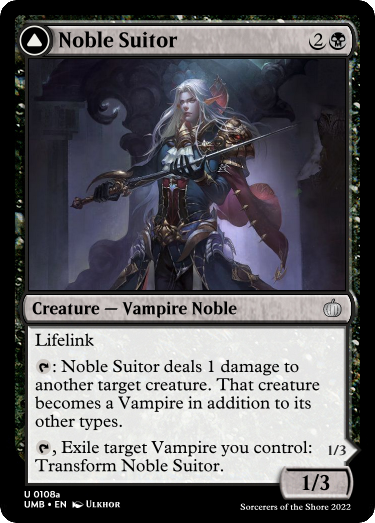 Noble Suitor 2
Creature — Vampire Noble
Lifelink
: Noble Suitor deals 1 damage to
another target creature. That creature
becomes a Vampire in addition to its
other types.
, Exile target Vampire you control:
Transform Noble Suitor.
1/3
1/3
U 0108a
UMB • EN Ulkhor
Sorcerers of the Shore 2022